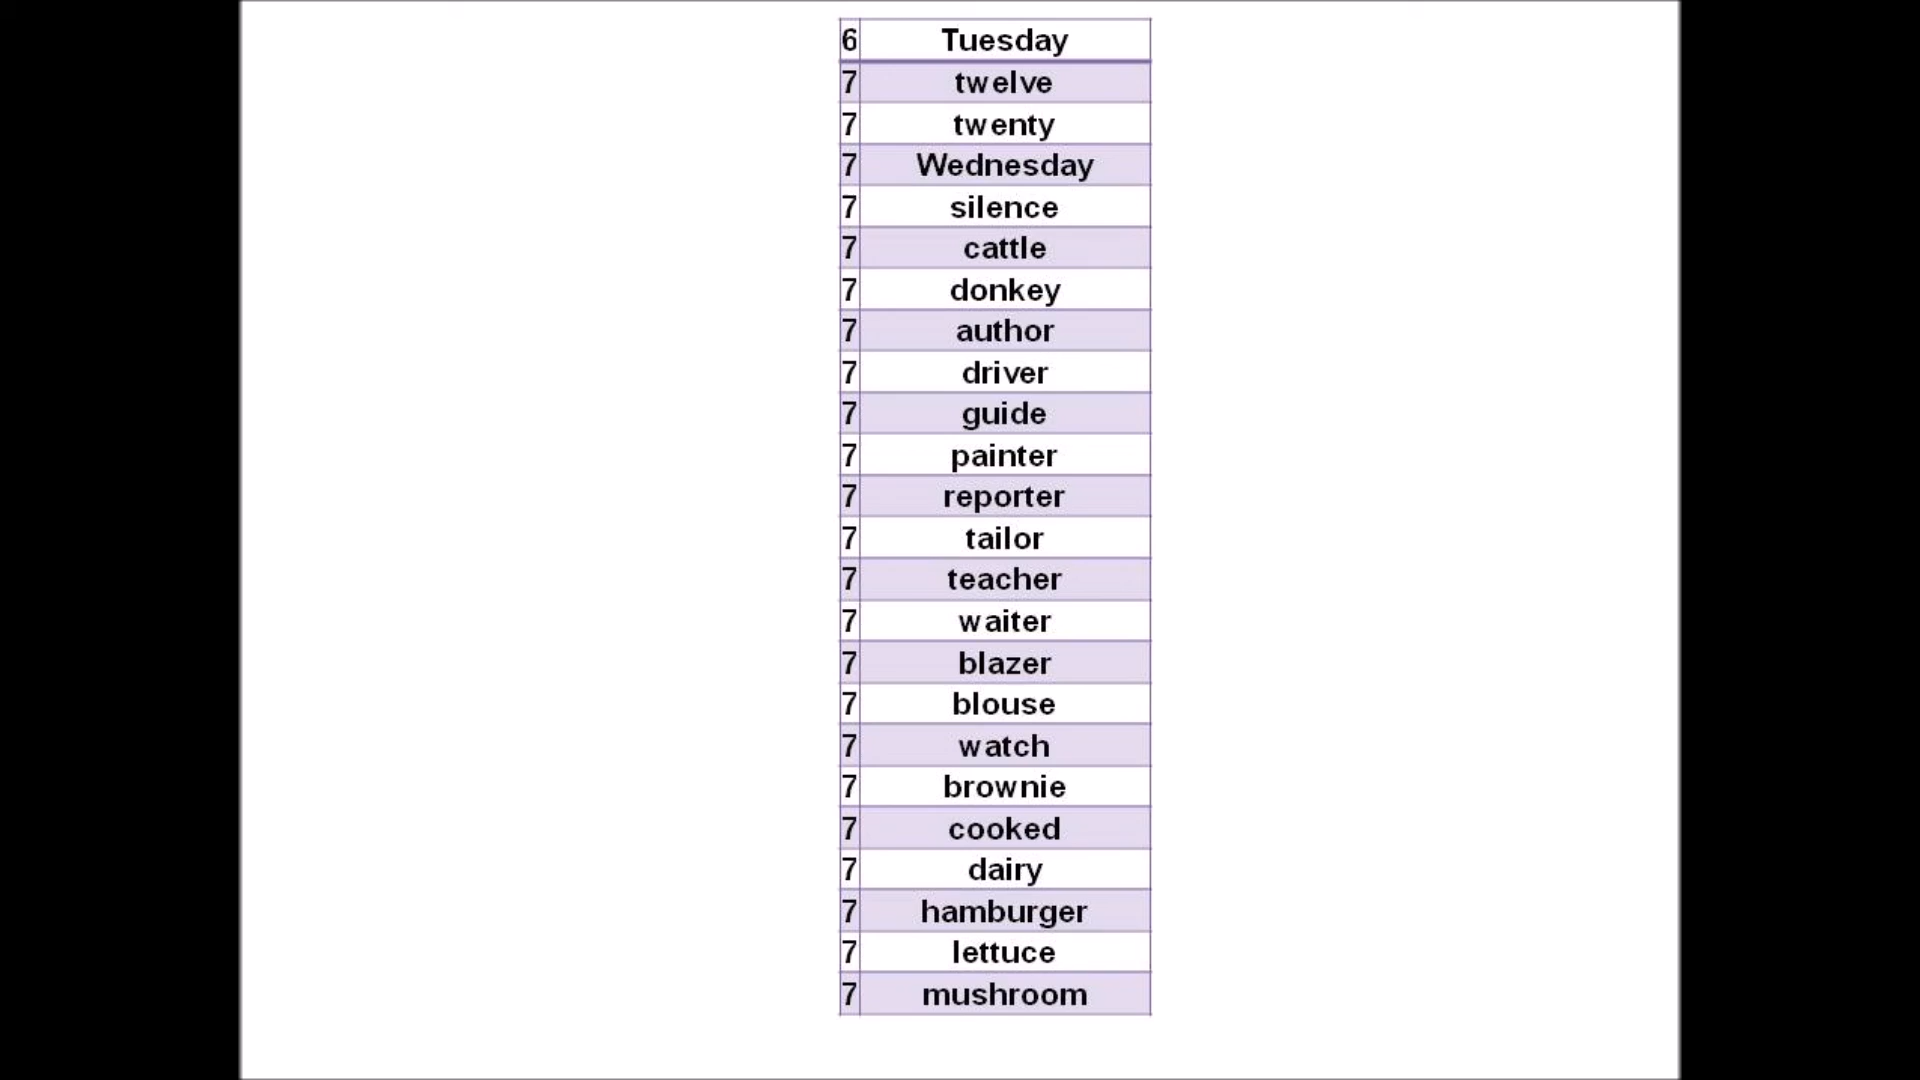 6 Tuesday
7 twelve
7 twenty
7 Wednesday
7 silence
7 cattle
7 donkey
7 author
7 driver
7 guide
7 painter
7 reporter
7 tailor
7 teacher
7 waiter
7 blazer
7 blouse
7 watch
7 brownie
7 cooked
7 dairy
7 hamburger
7 lettuce
7 mushroom